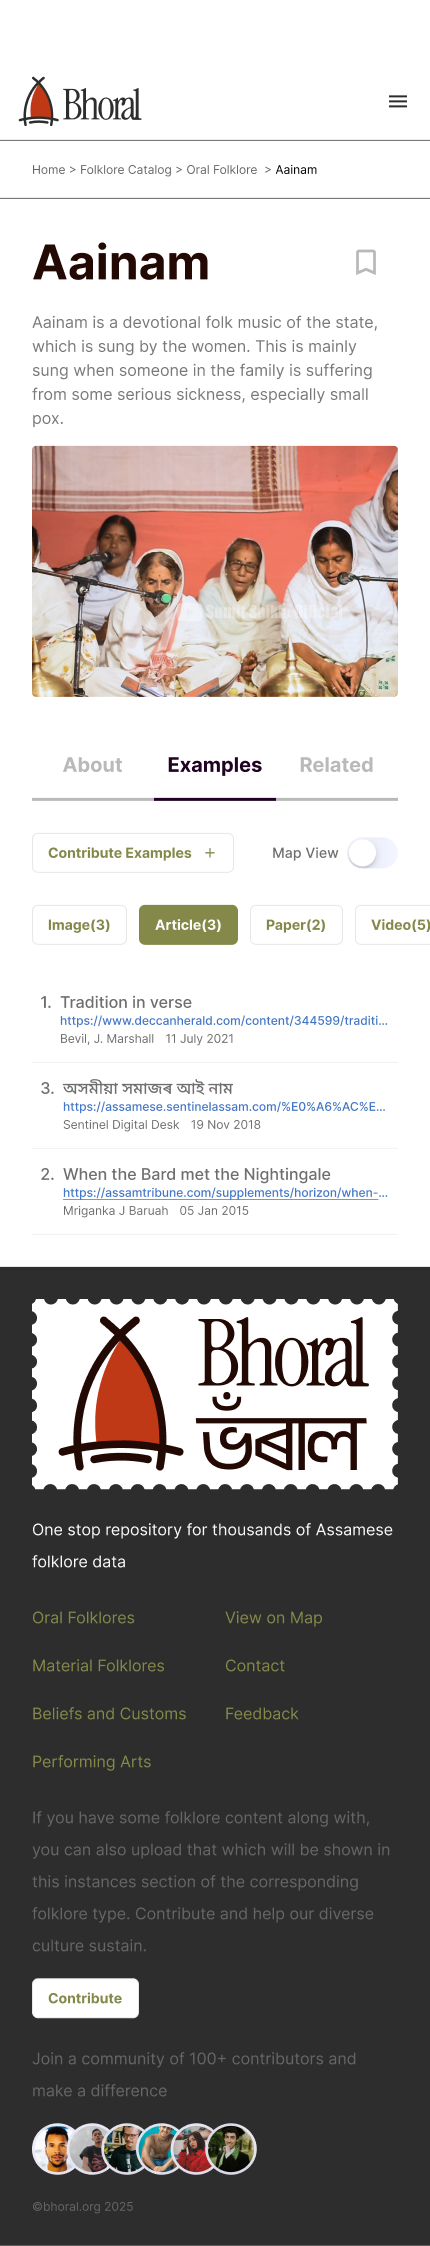 Bhoral
Home > Folklore Catalog > Oral Folklore > Aainam
Aainam
Aainam is a devotional folk music of the state,
which is sung by the women. This is mainly
sung when someone in the family is suffering
from some serious sickness, especially small
pox.
About Examples Related
Contribute Examples +
Map View
Image(3) Article(3) Paper(2) Video(5)
1. Tradition in verse
https://www.deccanherald.com/content/344599/traditi...
Bevil, J. Marshall 11 July 2021
3. অসমীয়া সমাজৰ আই নাম
https://assamese.sentinelassam.com/%E0%A6%AC%E...
Sentinel Digital Desk 19 Nov 2018
2. When the Bard met the Nightingale
https://assamtribune.com/supplements/horizon/when-...
Mriganka J Baruah 05 Jan 2015
Bhoral
ভঁৰাল
One stop repository for thousands of Assamese
folklore data
Oral Folklores View on Map
Material Folklores Contact
Beliefs and Customs Feedback
Performing Arts
If you have some folklore content along with,
you can also upload that which will be shown in
this instances section of the corresponding
folklore type. Contribute and help our diverse
culture sustain.
Contribute
Join a community of 100+ contributors and
make a difference
©bhoral.org 2025